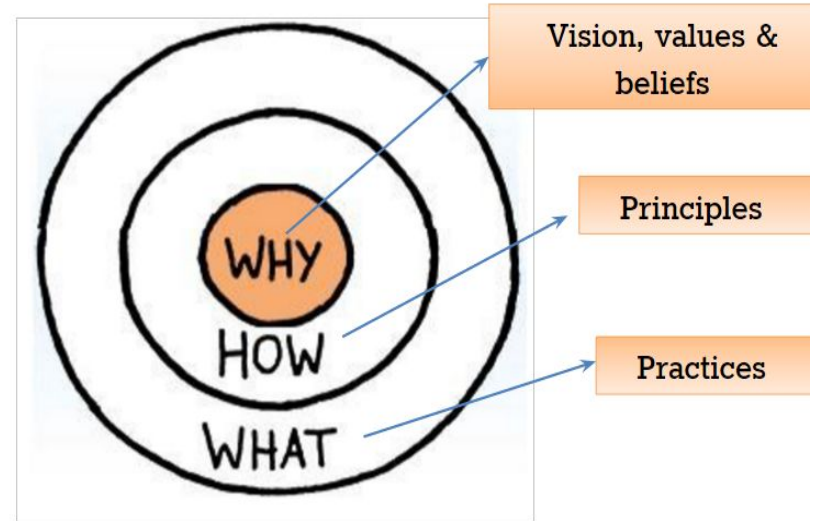 Vision, values &
beliefs
WHY
Principles
HOW
Practices
WHAT